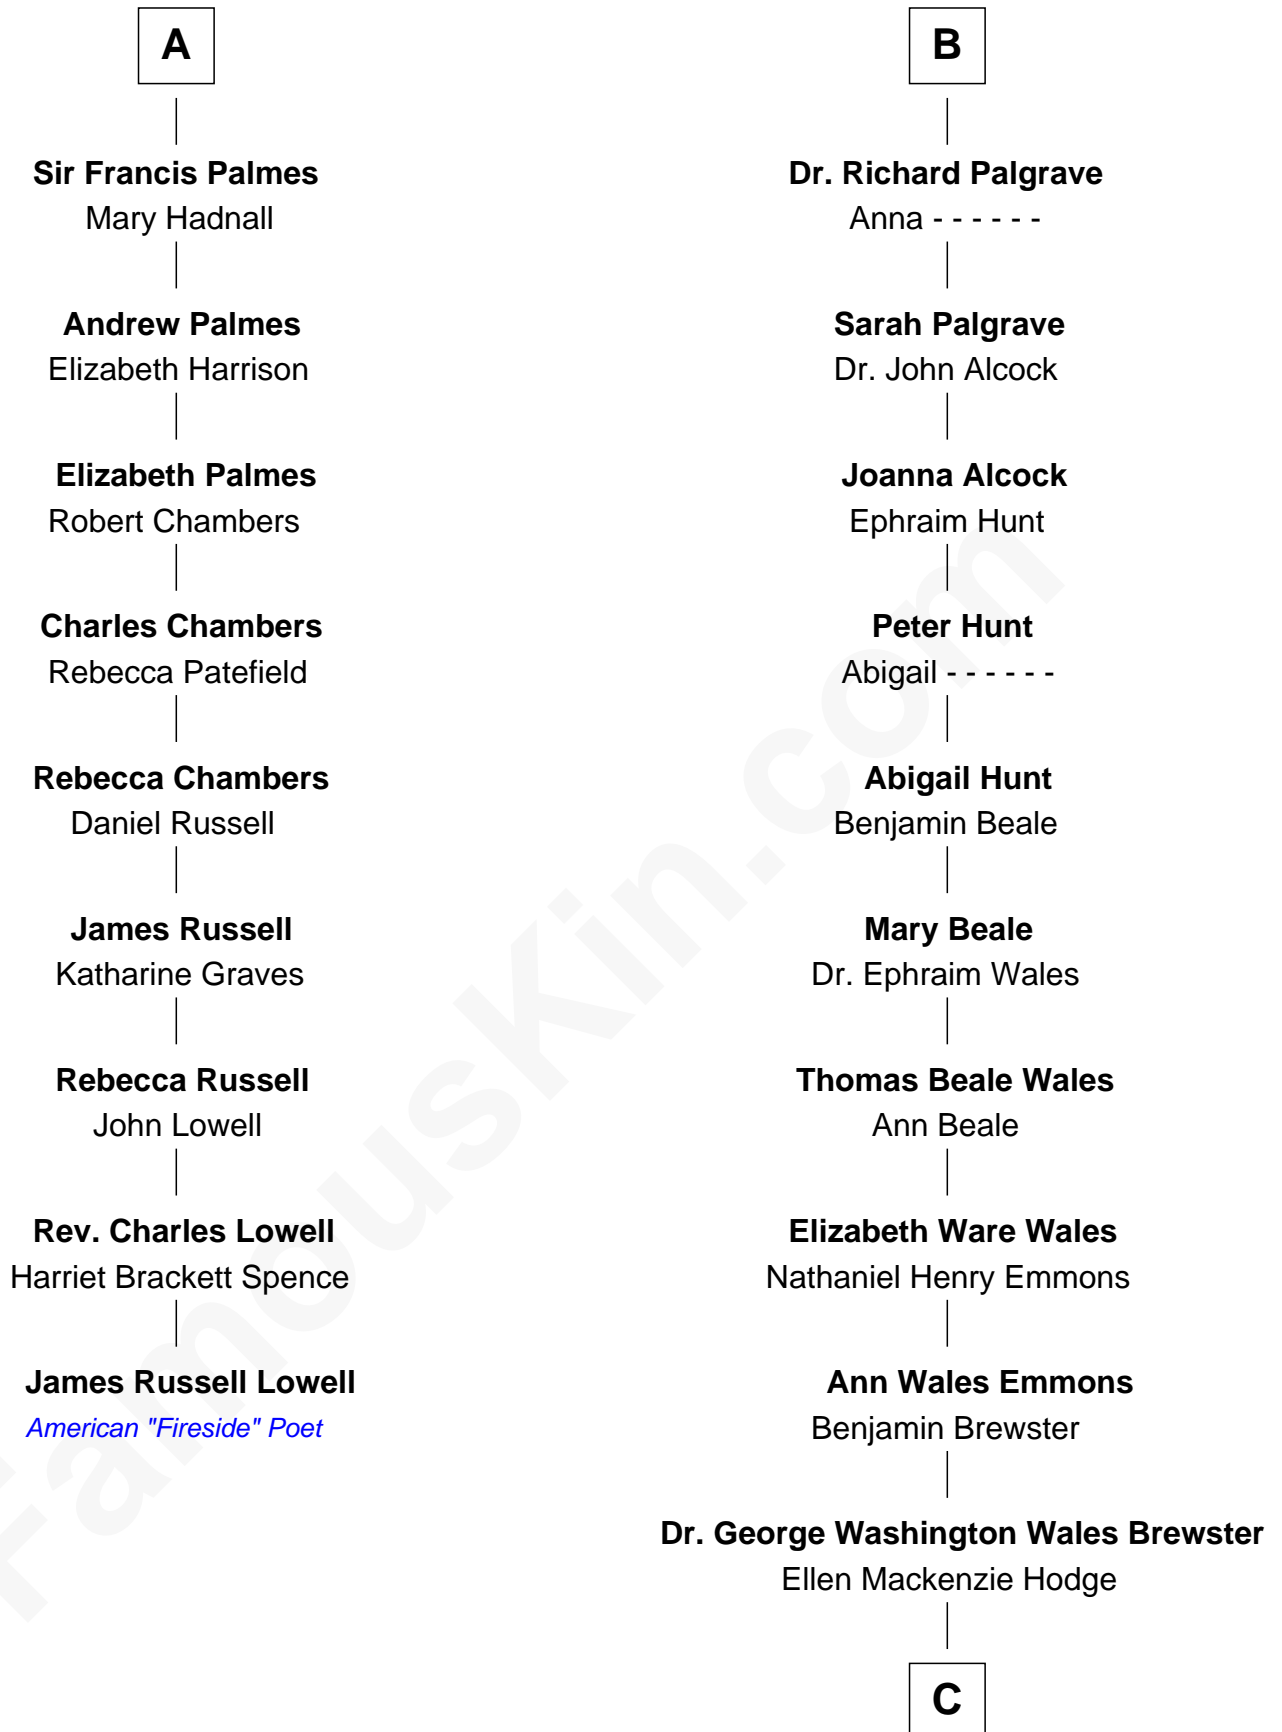 A
Sir Francis Palmes
Mary Hadnall
Andrew Palmes
Elizabeth Harrison
Elizabeth Palmes
Robert Chambers
Charles Chambers
Rebecca Patefield
Rebecca Chambers
Daniel Russell
James Russell
Katharine Graves
Rebecca Russell
John Lowell
Rev. Charles Lowell
Harriet Brackett Spence
James Russell Lowell
American "Fireside" Poet
B
Dr. Richard Palgrave
Anna - - - - - -
Sarah Palgrave
Dr. John Alcock
Joanna Alcock
Ephraim Hunt
Peter Hunt
Abigail - - - - - -
Abigail Hunt
Benjamin Beale
Mary Beale
Dr. Ephraim Wales
Thomas Beale Wales
Ann Beale
Elizabeth Ware Wales
Nathaniel Henry Emmons
Ann Wales Emmons
Benjamin Brewster
Dr. George Washington Wales Brewster
Ellen Mackenzie Hodge
C
FamousKin.com